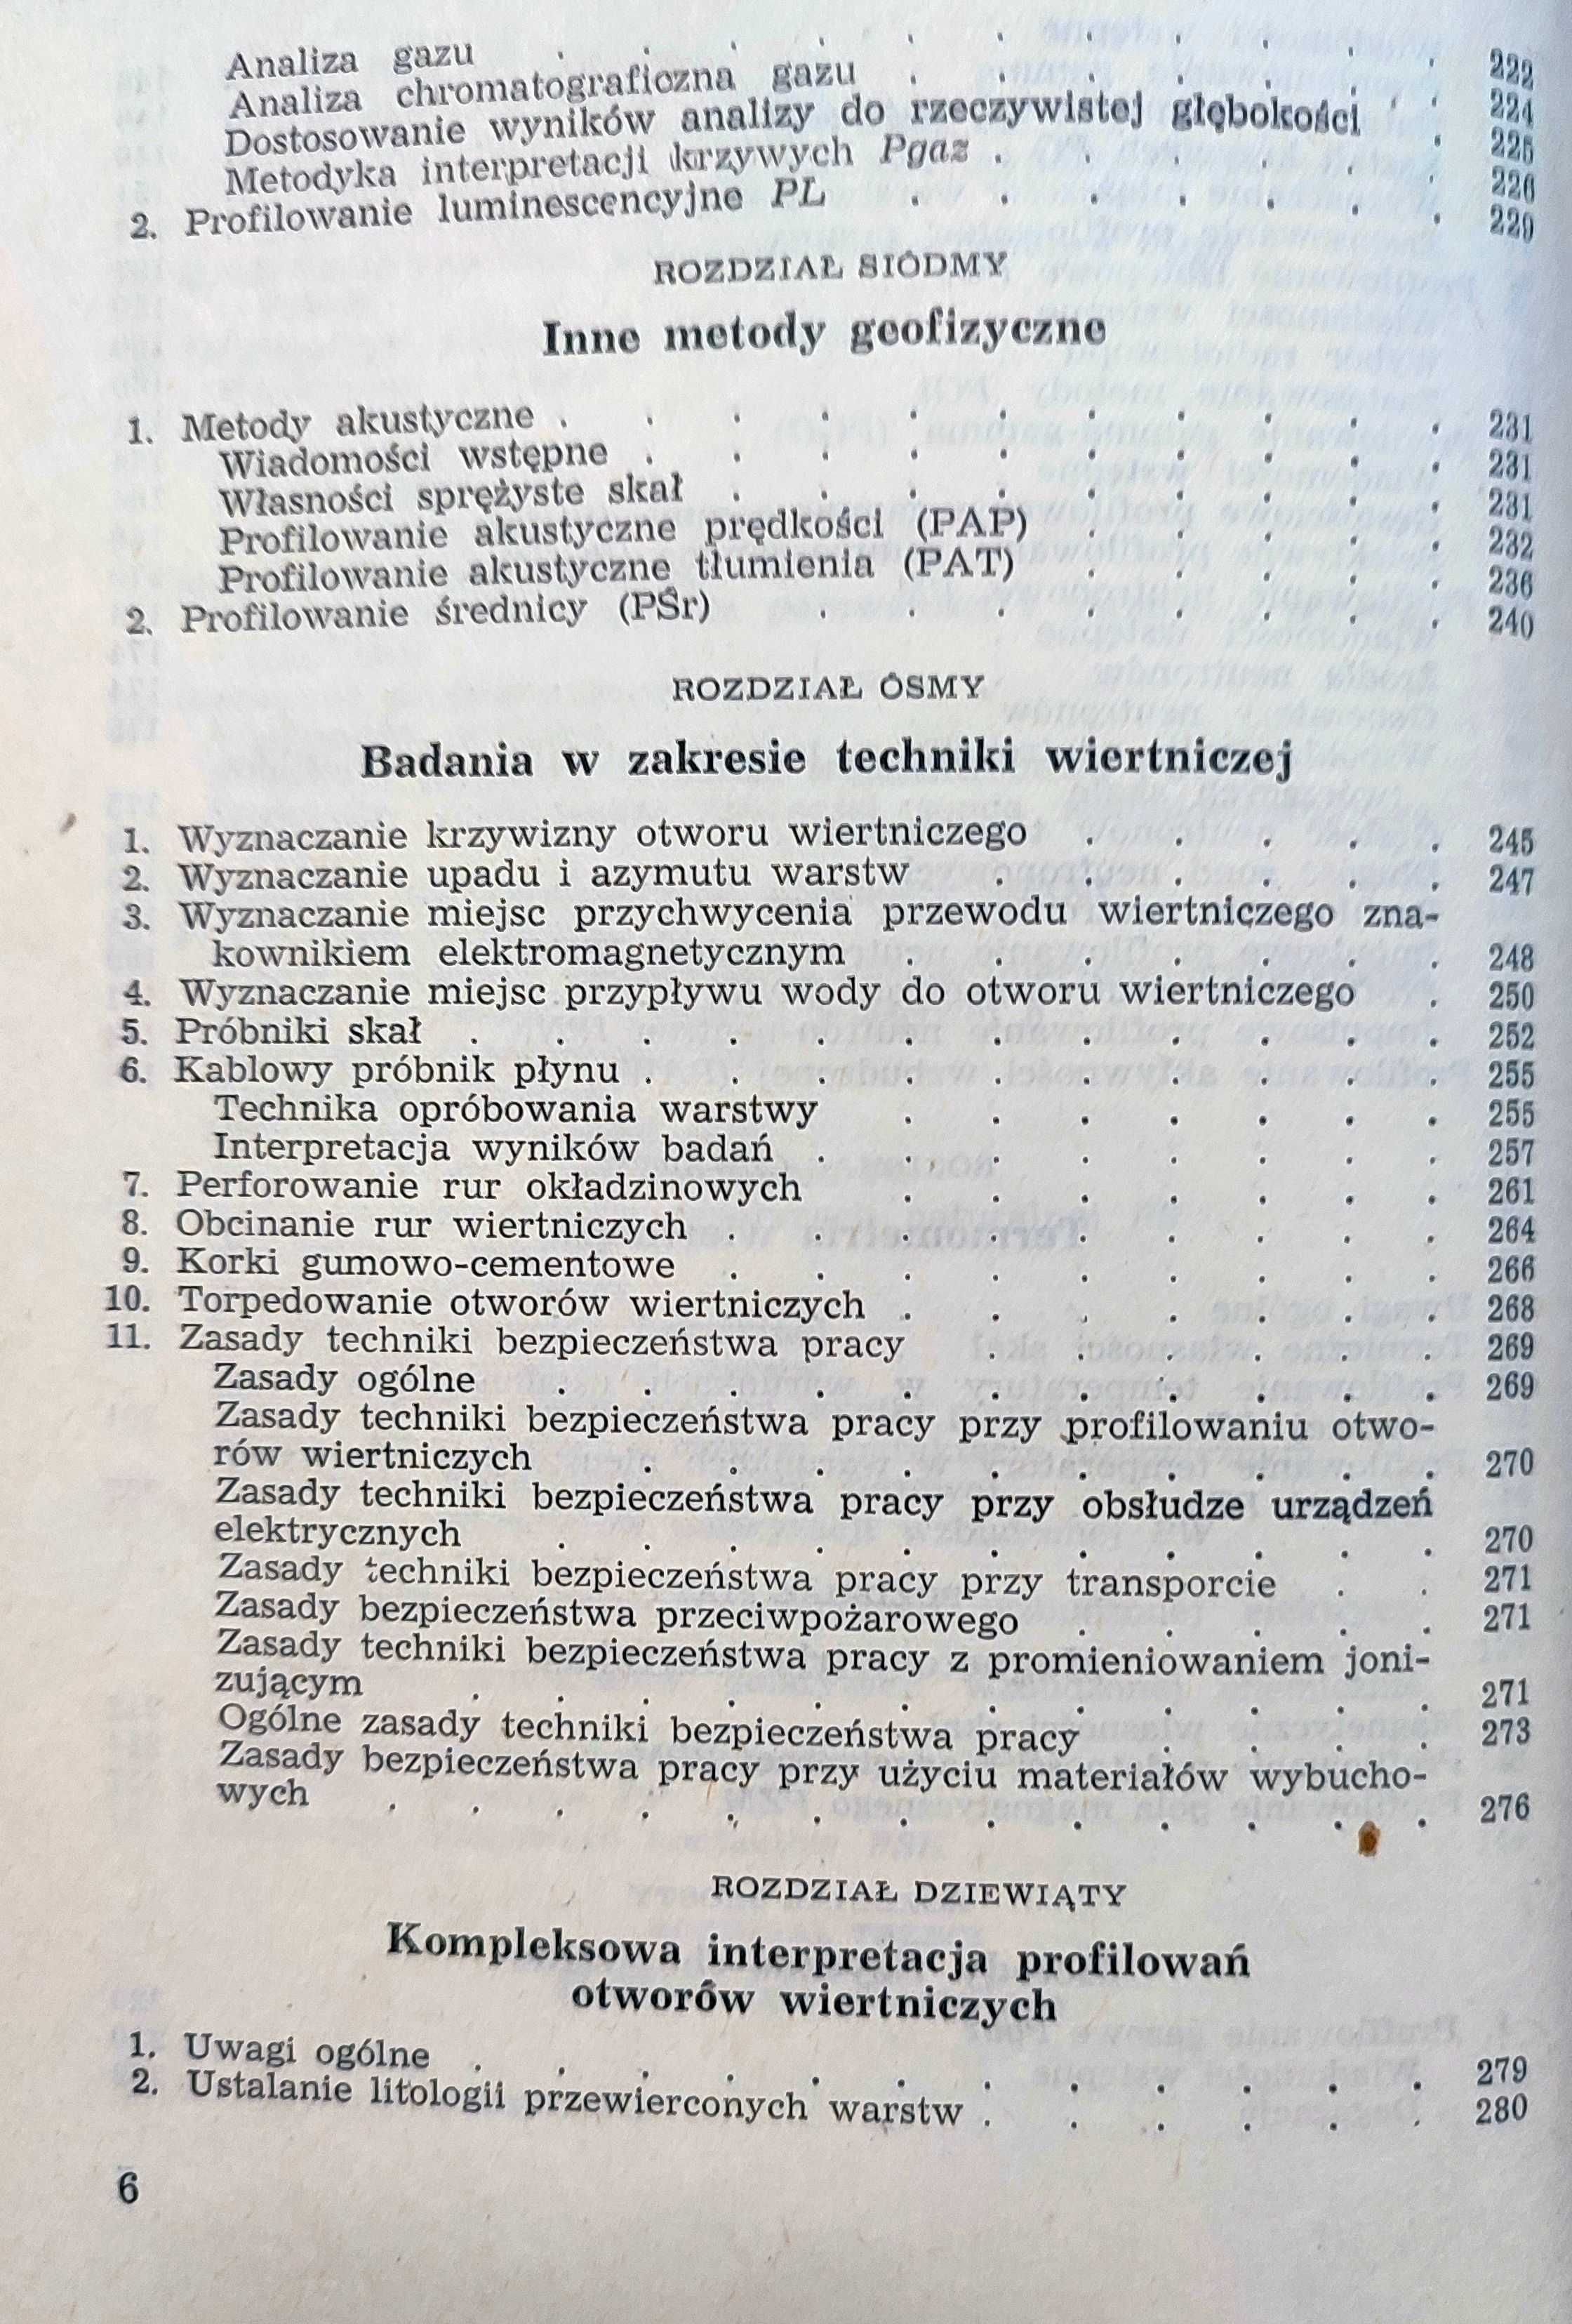 Analiza gazu . . . . . . . . . . . 222
Analiza chromatograficzna gazu . . . . . . . 224
Dostosowanie wyników analizy do rzeczywistej głębokości . 225
Metodyka interpretacji krzywych Pgaz . . . . . . 226
2. Profilowanie luminescencyjne PL . . . . . . . 229
ROZDZIAŁ SIÓDMY
Inne metody geofizyczne
1. Metody akustyczne . . . . . . . . . . . 231
Wiadomości wstępne . . . . . . . . . . 231
Własności sprężyste skał . . . . . . . . . 231
Profilowanie akustyczne prędkości (PAP) . . . . . 232
Profilowanie akustyczne tłumienia (PAT) . . . . . 236
2. Profilowanie średnicy (PŚr) . . . . . . . . 240
ROZDZIAŁ ÓSMY
Badania w zakresie techniki wiertniczej
1. Wyznaczanie krzywizny otworu wiertniczego . . . . . 245
2. Wyznaczanie upadu i azymutu warstw . . . . . . 247
3. Wyznaczanie miejsc przychwycenia przewodu wiertniczego zna-
kownikiem elektromagnetycznym . . . . . . . 248
4. Wyznaczanie miejsc przypływu wody do otworu wiertniczego . 250
5. Próbniki skał . . . . . . . . . . . . 252
6. Kablowy próbnik płynu . . . . . . . . . . 255
Technika opróbowania warstwy . . . . . . . 255
Interpretacja wyników badań . . . . . . . . 257
7. Perforowanie rur okładzinowych . . . . . . . 261
8. Obcinanie rur wiertniczych . . . . . . . . . 264
9. Korki gumowo-cementowe . . . . . . . . . 266
10. Torpedowanie otworów wiertniczych . . . . . . . 268
11. Zasady techniki bezpieczeństwa pracy . . . . . . 269
Zasady ogólne . . . . . . . . . . . 269
Zasady techniki bezpieczeństwa pracy przy profilowaniu otwo-
rów wiertniczych . . . . . . . . . . 270
Zasady techniki bezpieczeństwa pracy przy obsłudze urządzeń
elektrycznych . . . . . . . . . . . 270
Zasady techniki bezpieczeństwa pracy przy transporcie . . 271
Zasady bezpieczeństwa przeciwpożarowego . . . . . 271
Zasady techniki bezpieczeństwa pracy z promieniowaniem joni-
zującym . . . . . . . . . . . . 271
Ogólne zasady techniki bezpieczeństwa pracy . . . . 273
Zasady bezpieczeństwa pracy przy użyciu materiałów wybucho-
wych . . . . . . . . . . . . . 276
ROZDZIAŁ DZIEWIĄTY
Kompleksowa interpretacja profilowań
otworów wiertniczych
1. Uwagi ogólne . . . . . . . . . . . . 279
2. Ustalanie litologii przewierconych warstw . . . . . . 280
6